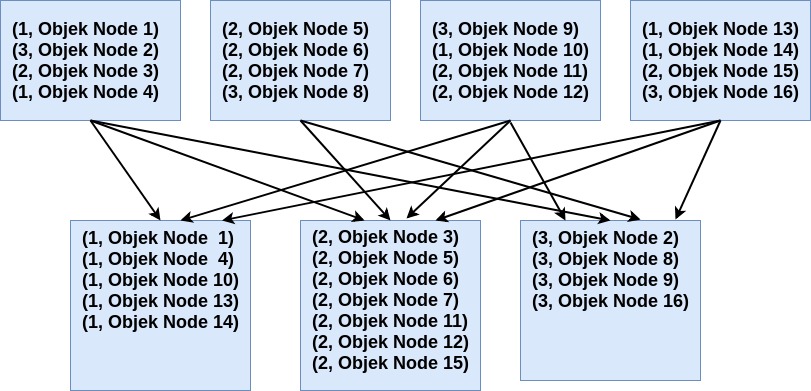 (1, Objek Node 1)
(3, Objek Node 2)
(2, Objek Node 3)
(1, Objek Node 4)
(2, Objek Node 5)
(2, Objek Node 6)
(2, Objek Node 7)
(3, Objek Node 8)
(3, Objek Node 9)
(1, Objek Node 10)
(2, Objek Node 11)
(2, Objek Node 12)
(1, Objek Node 13)
(1, Objek Node 14)
(2, Objek Node 15)
(3, Objek Node 16)
(1, Objek Node  1)
(1, Objek Node  4)
(1, Objek Node 10)
(1, Objek Node 13)
(1, Objek Node 14)
(2, Objek Node 3)
(2, Objek Node 5)
(2, Objek Node 6)
(2, Objek Node 7)
(2, Objek Node 11)
(2, Objek Node 12)
(2, Objek Node 15)
(3, Objek Node 2)
(3, Objek Node 8)
(3, Objek Node 9)
(3, Objek Node 16)